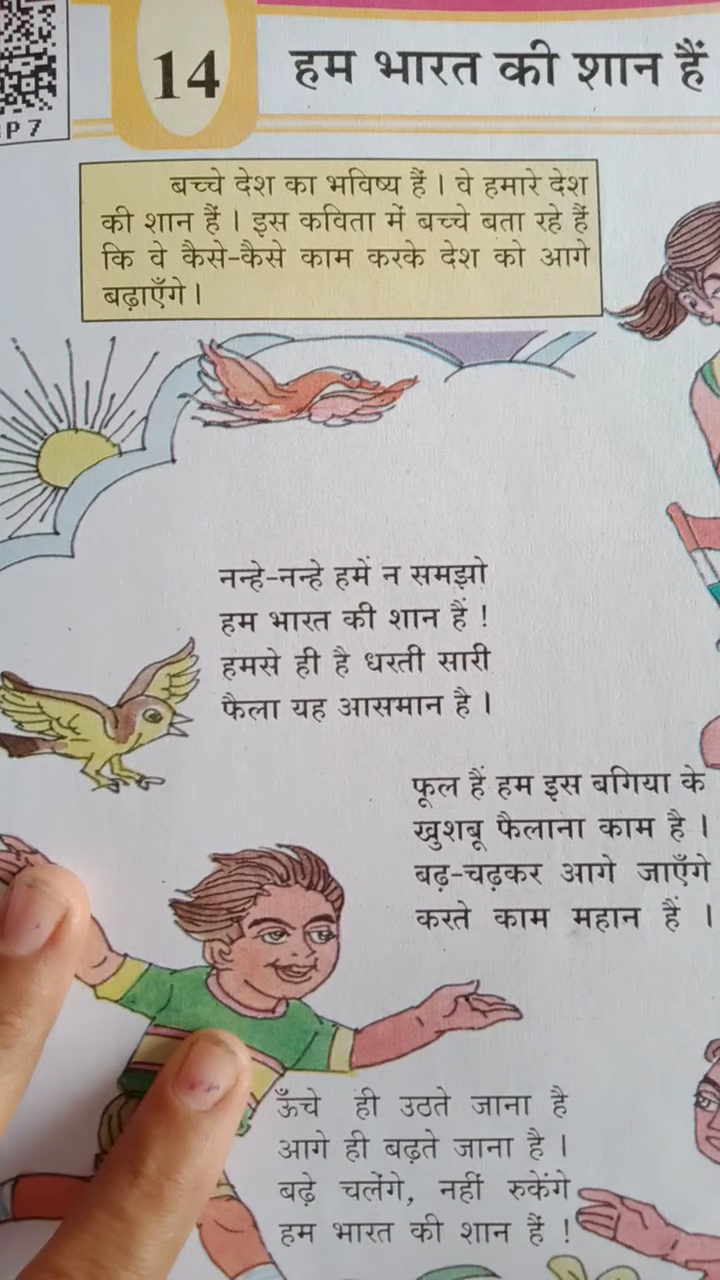 P 7
14
हम भारत की शान हैं
बच्चे देश का भविष्य हैं । वे हमारे देश
की शान हैं । इस कविता में बच्चे बता रहे हैं
कि वे कैसे-कैसे काम करके देश को आगे
बढ़ाएँगे ।
नन्हे-नन्हे हमें न समझो
हम भारत की शान हैं !
हमसे ही है धरती सारी
फैला यह आसमान है ।
फूल हैं हम इस बगिया के
खुशबू फैलाना काम है ।
बढ़-चढ़कर आगे जाएँगे
करते काम महान हैं ।
ऊँचे ही उठते जाना है
आगे ही बढ़ते जाना है ।
बढ़े चलेंगे, नहीं रुकेंगे
हम भारत की शान हैं !